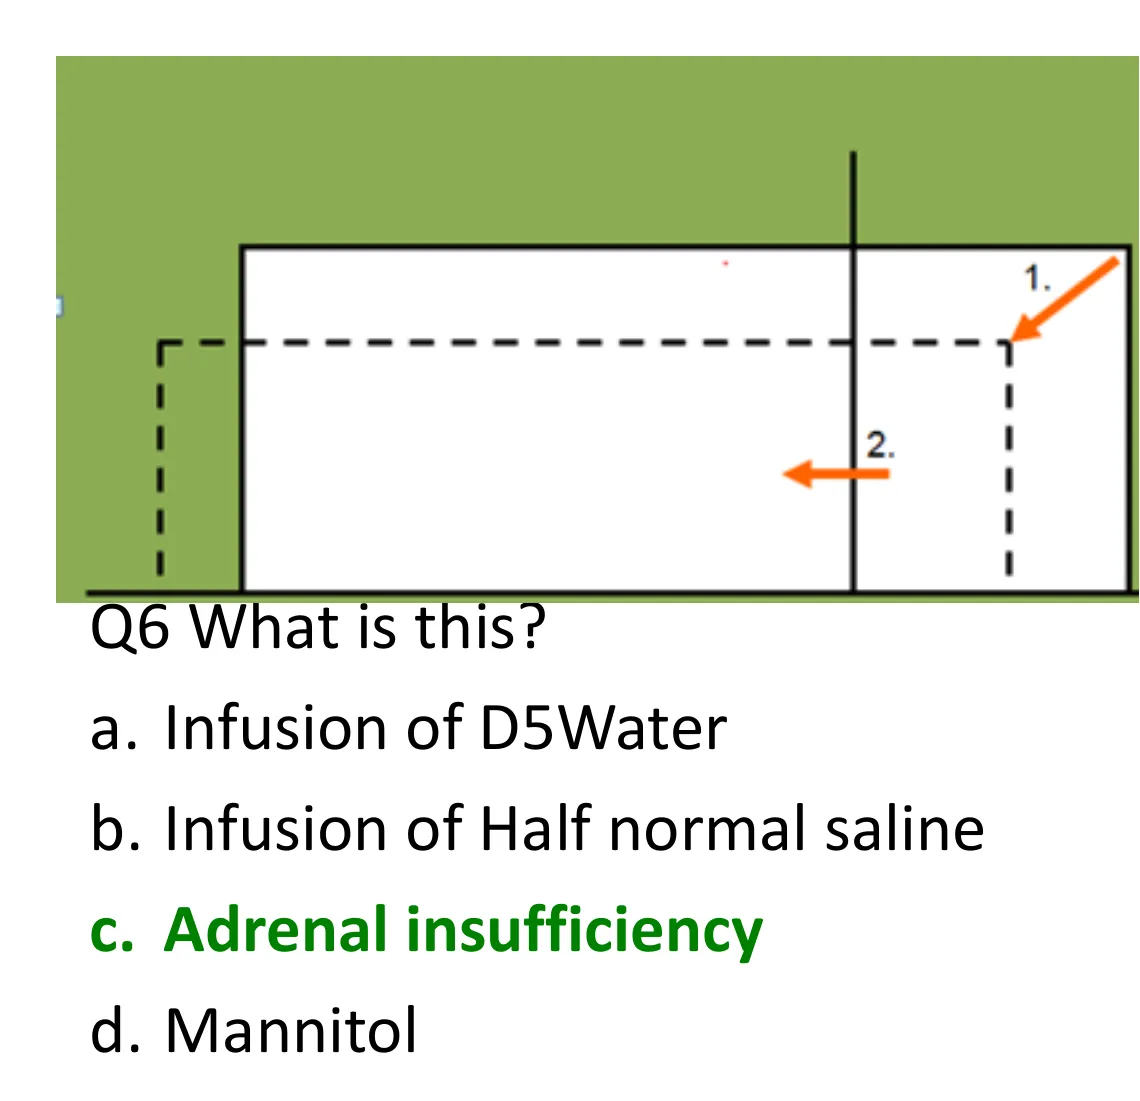 1.
2.
Q6 What is this?
a. Infusion of D5Water
b. Infusion of Half normal saline
c. Adrenal insufficiency
d. Mannitol